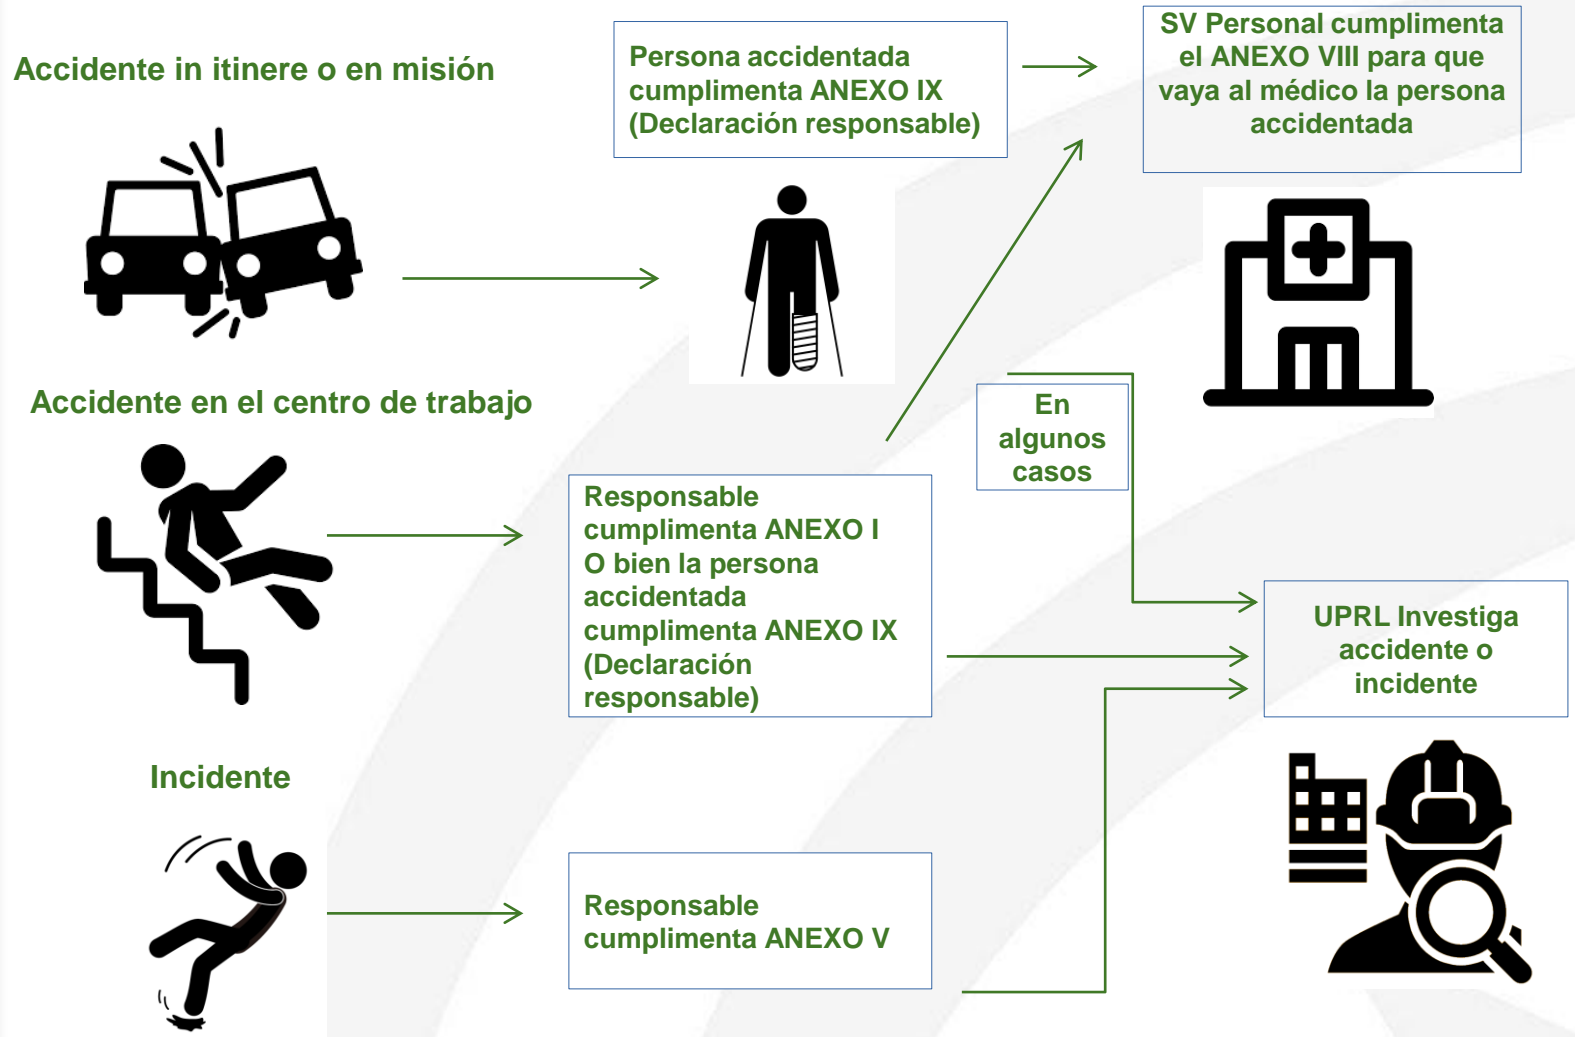 Accidente in itinere o en misión
Persona accidentada
cumplimenta ANEXO IX
(Declaración responsable)
SV Personal cumplimenta
el ANEXO VIII para que
vaya al médico la persona
accidentada
Accidente en el centro de trabajo
Responsable
cumplimenta ANEXO I
O bien la persona
accidentada
cumplimenta ANEXO IX
(Declaración
responsable)
En
algunos
casos
UPRL Investiga
accidente o
incidente
Incidente
Responsable
cumplimenta ANEXO V